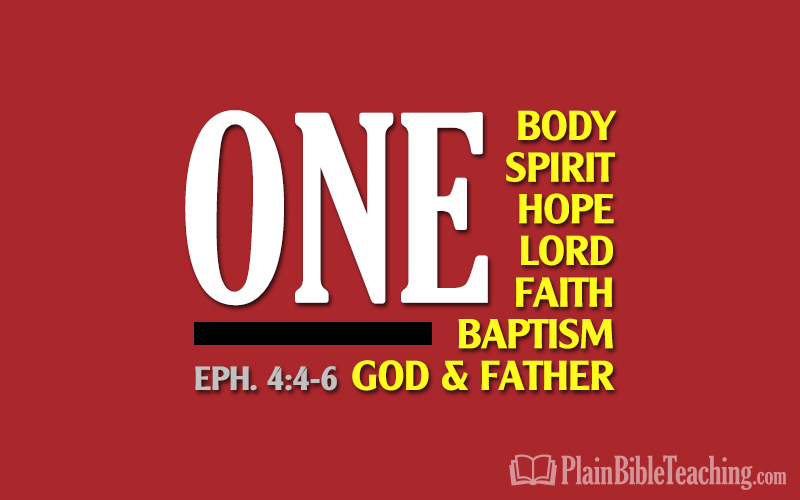 ONE
BODY
SPIRIT
HOPE
LORD
FAITH
BAPTISM
EPH. 4:4-6 GOD & FATHER
PlainBibleTeaching.com